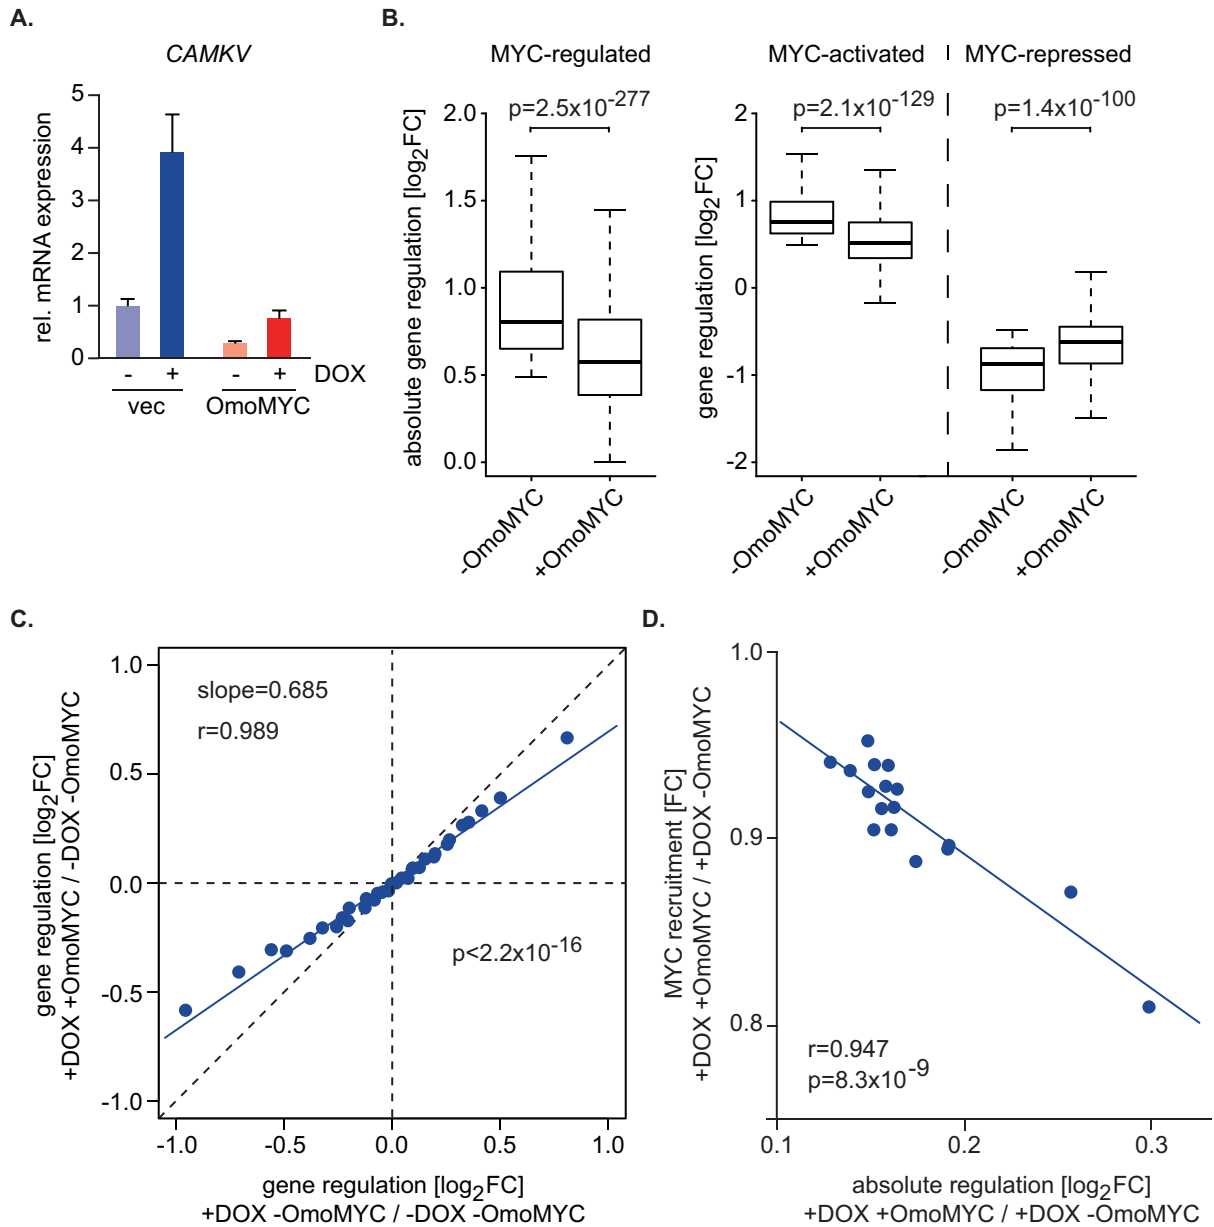 A.
CAMKV
rel. mRNA expression
5
4
3
2
1
0
- + - + DOX
vec OmoMYC
B.
MYC-regulated
p=2.5x10-277
absolute gene regulation [log2FC]
2.0
1.5
1.0
0.5
0.0
-OmoMYC
+OmoMYC
MYC-activated
MYC-repressed
p=2.1x10-129
p=1.4x10-100
gene regulation [log2FC]
2
1
0
-1
-2
-OmoMYC
+OmoMYC
-OmoMYC
+OmoMYC
C.
gene regulation [log2FC]
+DOX +OmoMYC / -DOX -OmoMYC
1.0
0.5
0.0
-0.5
-1.0
slope=0.685
r=0.989
p<2.2x10-16
-1.0 -0.5 0.0 0.5 1.0
gene regulation [log2FC]
+DOX -OmoMYC / -DOX -OmoMYC
D.
MYC recruitment [FC]
+DOX +OmoMYC / +DOX -OmoMYC
1.0
0.9
0.8
r=0.947
p=8.3x10-9
0.1 0.2 0.3
absolute regulation [log2FC]
+DOX +OmoMYC / +DOX -OmoMYC